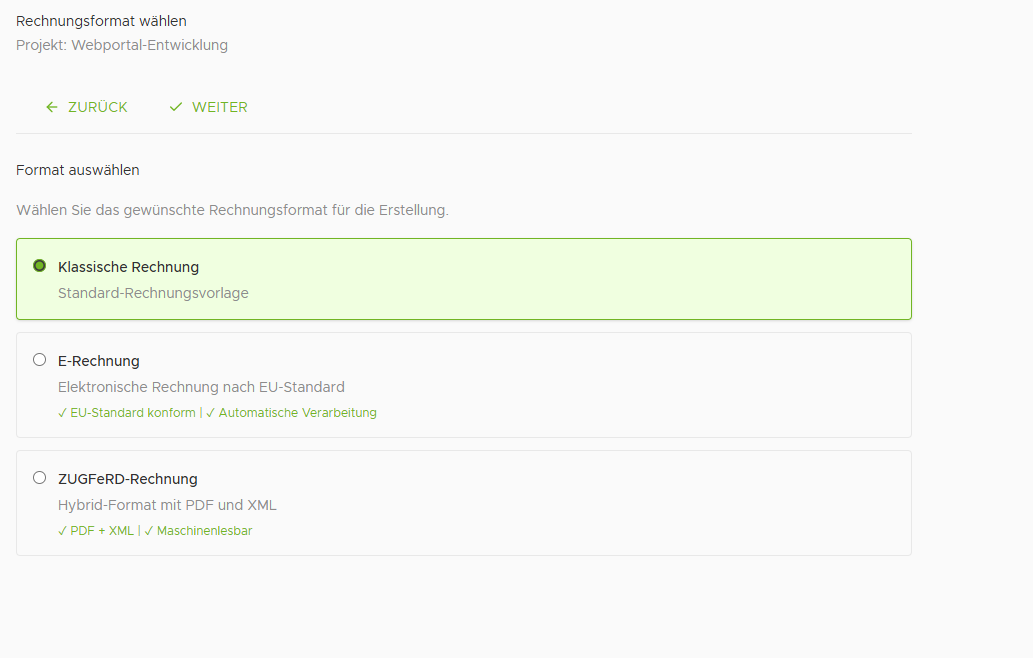 Rechnungsformat wählen
Projekt: Webportal-Entwicklung
← ZURÜCK ✓ WEITER
Format auswählen
Wählen Sie das gewünschte Rechnungsformat für die Erstellung.
Klassische Rechnung
Standard-Rechnungsvorlage
E-Rechnung
Elektronische Rechnung nach EU-Standard
✓ EU-Standard konform | ✓ Automatische Verarbeitung
ZUGFeRD-Rechnung
Hybrid-Format mit PDF und XML
✓ PDF + XML | ✓ Maschinenlesbar